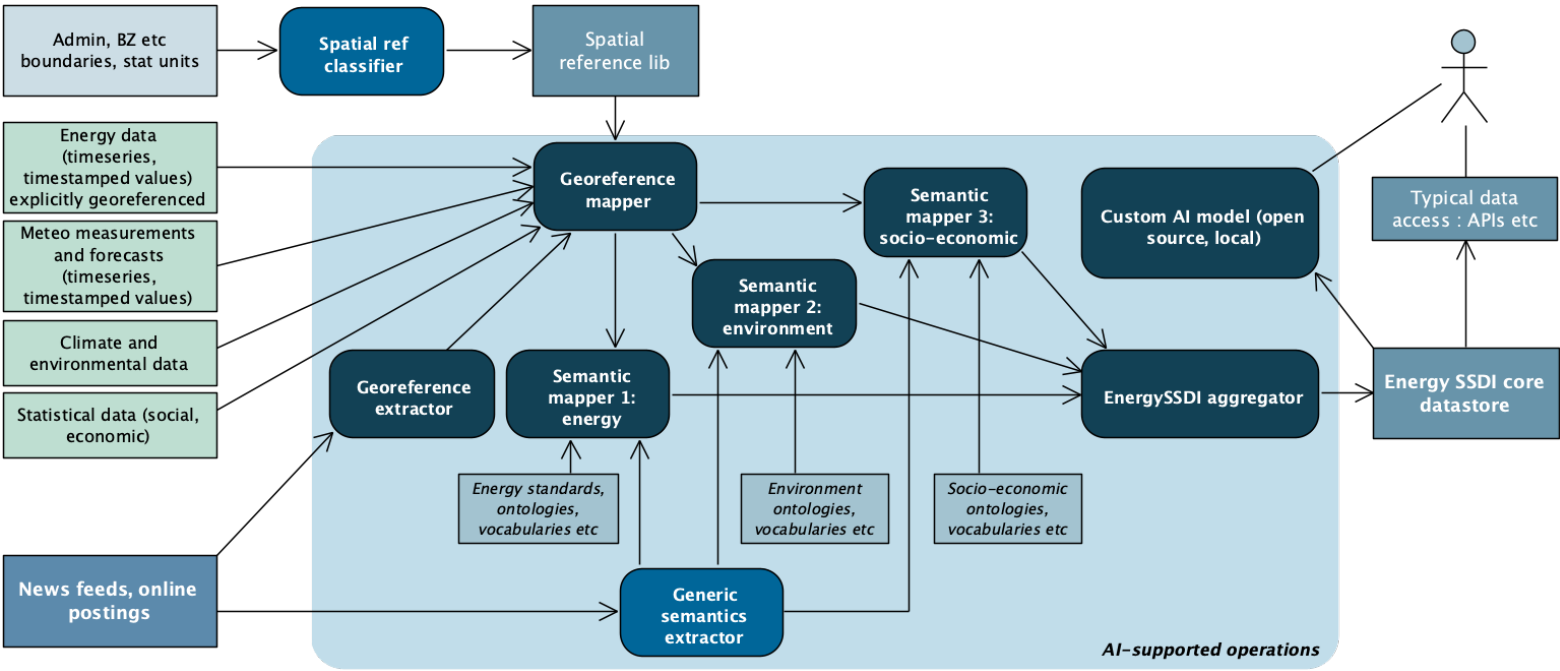 Admin, BZ etc
boundaries, stat units
Spatial ref
classifier
Spatial
reference lib
Energy data
(timeseries,
timestamped values)
explicitly georeferenced
Meteo measurements
and forecasts
(timeseries,
timestamped values)
Climate and
environmental data
Statistical data (social,
economic)
News feeds, online
postings
Georeference
mapper
Georeference
extractor
Semantic
mapper 1:
energy
Semantic
mapper 2:
environment
Semantic
mapper 3:
socio-economic
Energy standards,
ontologies,
vocabularies etc
Environment
ontologies,
vocabularies etc
Socio-economic
ontologies,
vocabularies etc
Generic
semantics
extractor
Custom AI model (open
source, local)
EnergySSDI aggregator
Typical data
access : APIs etc
Energy SSDI core
datastore
AI-supported operations